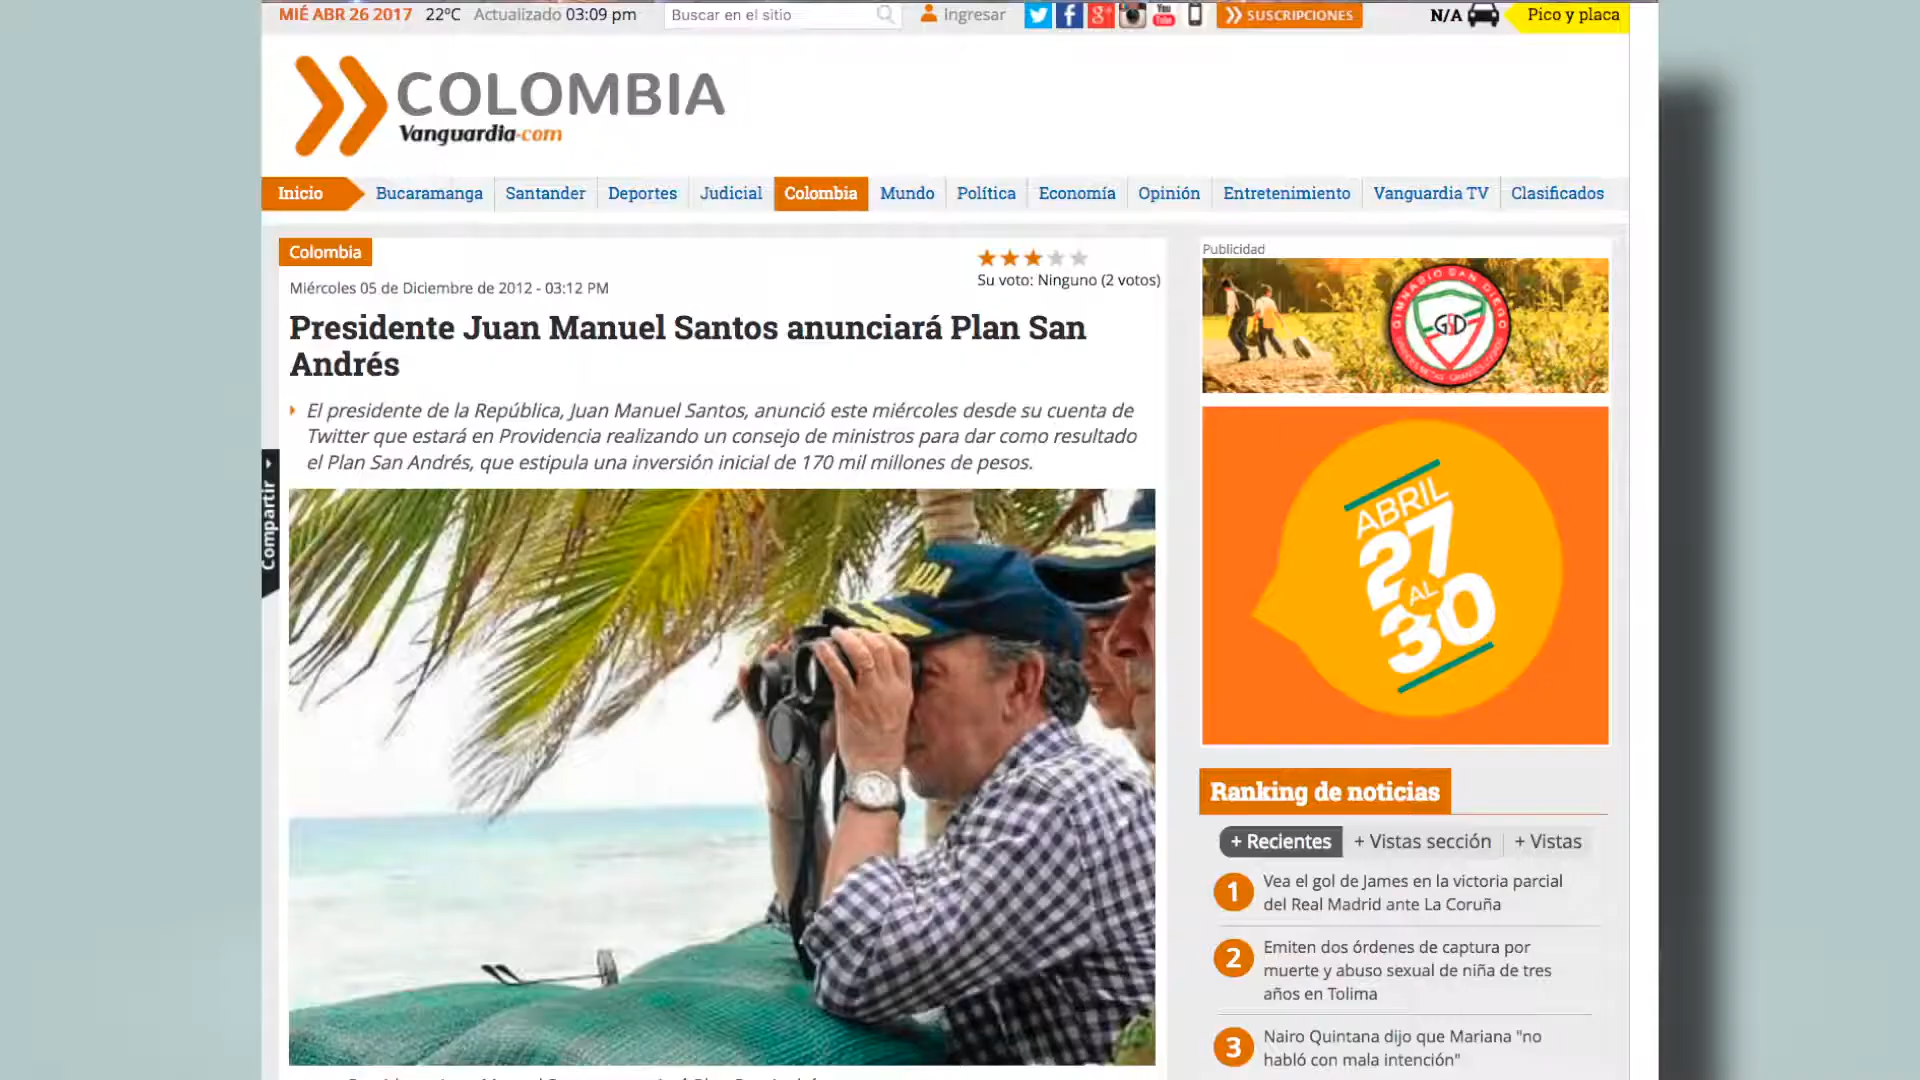 MIÉ ABR 26 2017 22°C Actualizado 03:09 pm Buscar en el sitio Ingresar SUSCRIPCIONES N/A Pico y placa
COLOMBIA
Vanguardia.com
Inicio Bucaramanga Santander Deportes Judicial Colombia Mundo Política Economía Opinión Entretenimiento Vanguardia TV Clasificados
Colombia
Su voto: Ninguno (2 votos)
Miércoles 05 de Diciembre de 2012 - 03:12 PM
Presidente Juan Manuel Santos anunciará Plan San
Andrés
El presidente de la República, Juan Manuel Santos, anunció este miércoles desde su cuenta de
Twitter que estará en Providencia realizando un consejo de ministros para dar como resultado
el Plan San Andrés, que estipula una inversión inicial de 170 mil millones de pesos.
Compartir
Publicidad
GIMNASIO SAN DIEGO
GSD
ABRIL
27
AL
30
Ranking de noticias
+ Recientes + Vistas sección + Vistas
1 Vea el gol de James en la victoria parcial
del Real Madrid ante La Coruña
2 Emiten dos órdenes de captura por
muerte y abuso sexual de niña de tres
años en Tolima
3 Nairo Quintana dijo que Mariana "no
habló con mala intención"